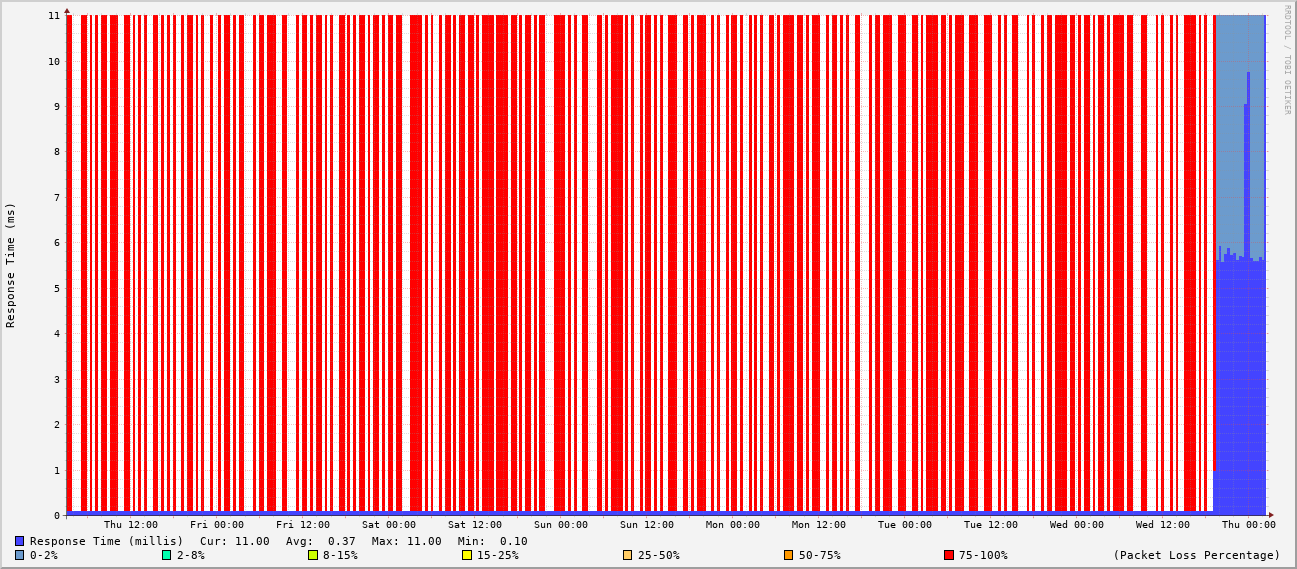 RRDTOOL / TOBI OETIKER
Response Time (ms)
11
10
9
8
7
6
5
4
3
2
1
0
Thu 12:00 Fri 00:00 Fri 12:00 Sat 00:00 Sat 12:00 Sun 00:00 Sun 12:00 Mon 00:00 Mon 12:00 Tue 00:00 Tue 12:00 Wed 00:00 Wed 12:00 Thu 00:00
Response Time (millis) Cur: 11.00 Avg: 0.37 Max: 11.00 Min: 0.10
0-2% 2-8% 8-15% 15-25% 25-50% 50-75% 75-100% (Packet Loss Percentage)